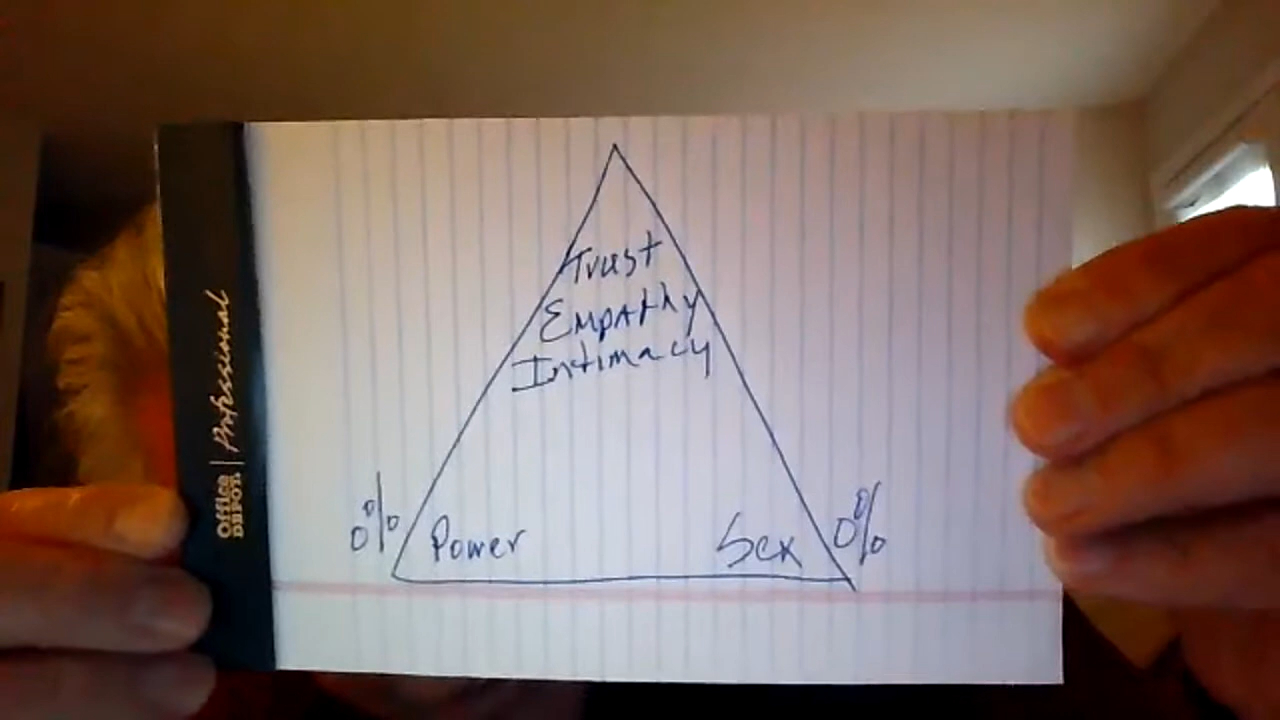 Trust
Empathy
Intimacy
0% Power Sex 0%
Office DEPOT | Professional